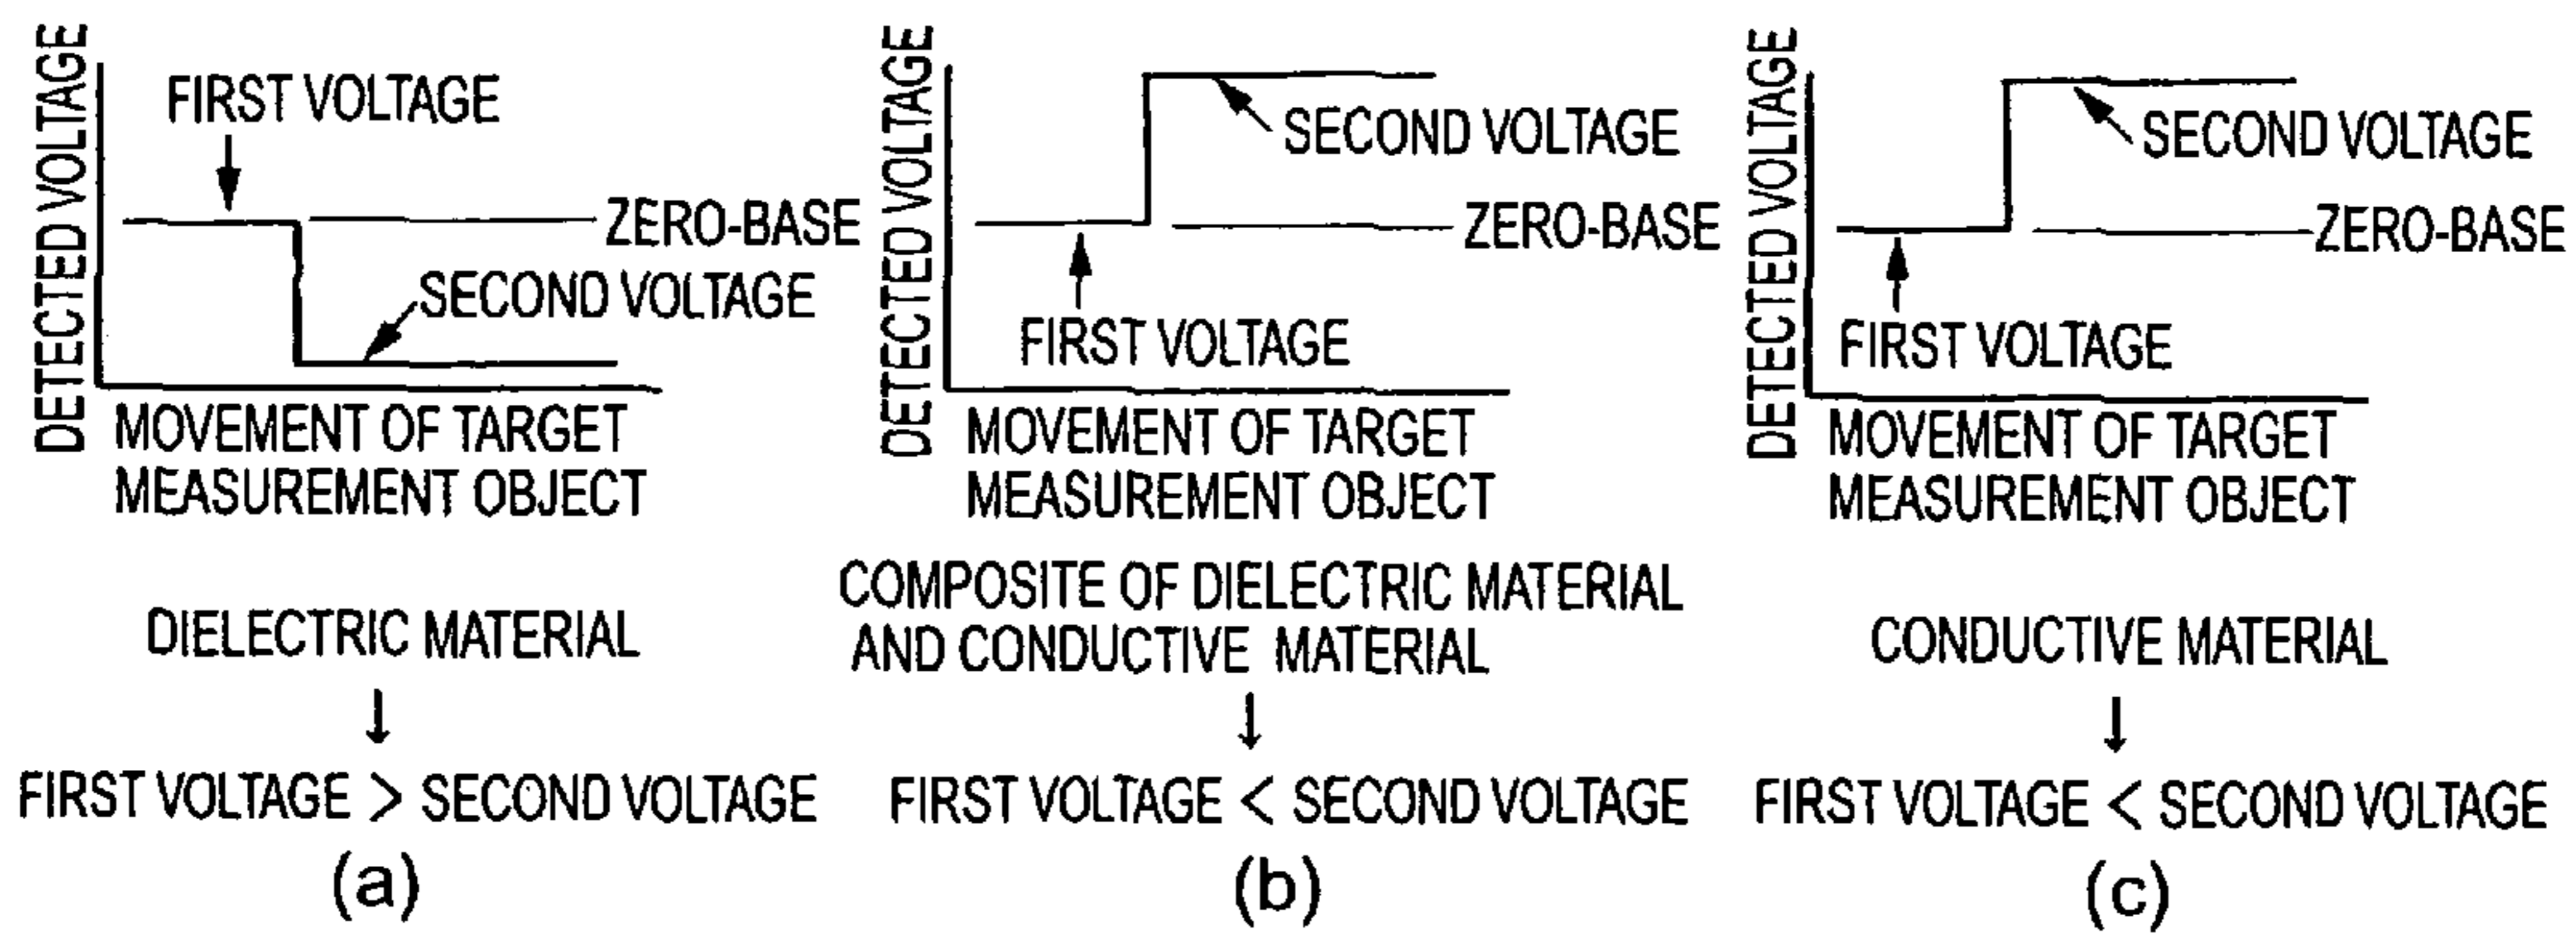 DETECTED VOLTAGE
FIRST VOLTAGE
ZERO-BASE
SECOND VOLTAGE
MOVEMENT OF TARGET
MEASUREMENT OBJECT
DIELECTRIC MATERIAL
↓
FIRST VOLTAGE > SECOND VOLTAGE
(a)
DETECTED VOLTAGE
SECOND VOLTAGE
ZERO-BASE
FIRST VOLTAGE
MOVEMENT OF TARGET
MEASUREMENT OBJECT
COMPOSITE OF DIELECTRIC MATERIAL
AND CONDUCTIVE MATERIAL
↓
FIRST VOLTAGE < SECOND VOLTAGE
(b)
DETECTED VOLTAGE
SECOND VOLTAGE
ZERO-BASE
FIRST VOLTAGE
MOVEMENT OF TARGET
MEASUREMENT OBJECT
CONDUCTIVE MATERIAL
↓
FIRST VOLTAGE < SECOND VOLTAGE
(c)